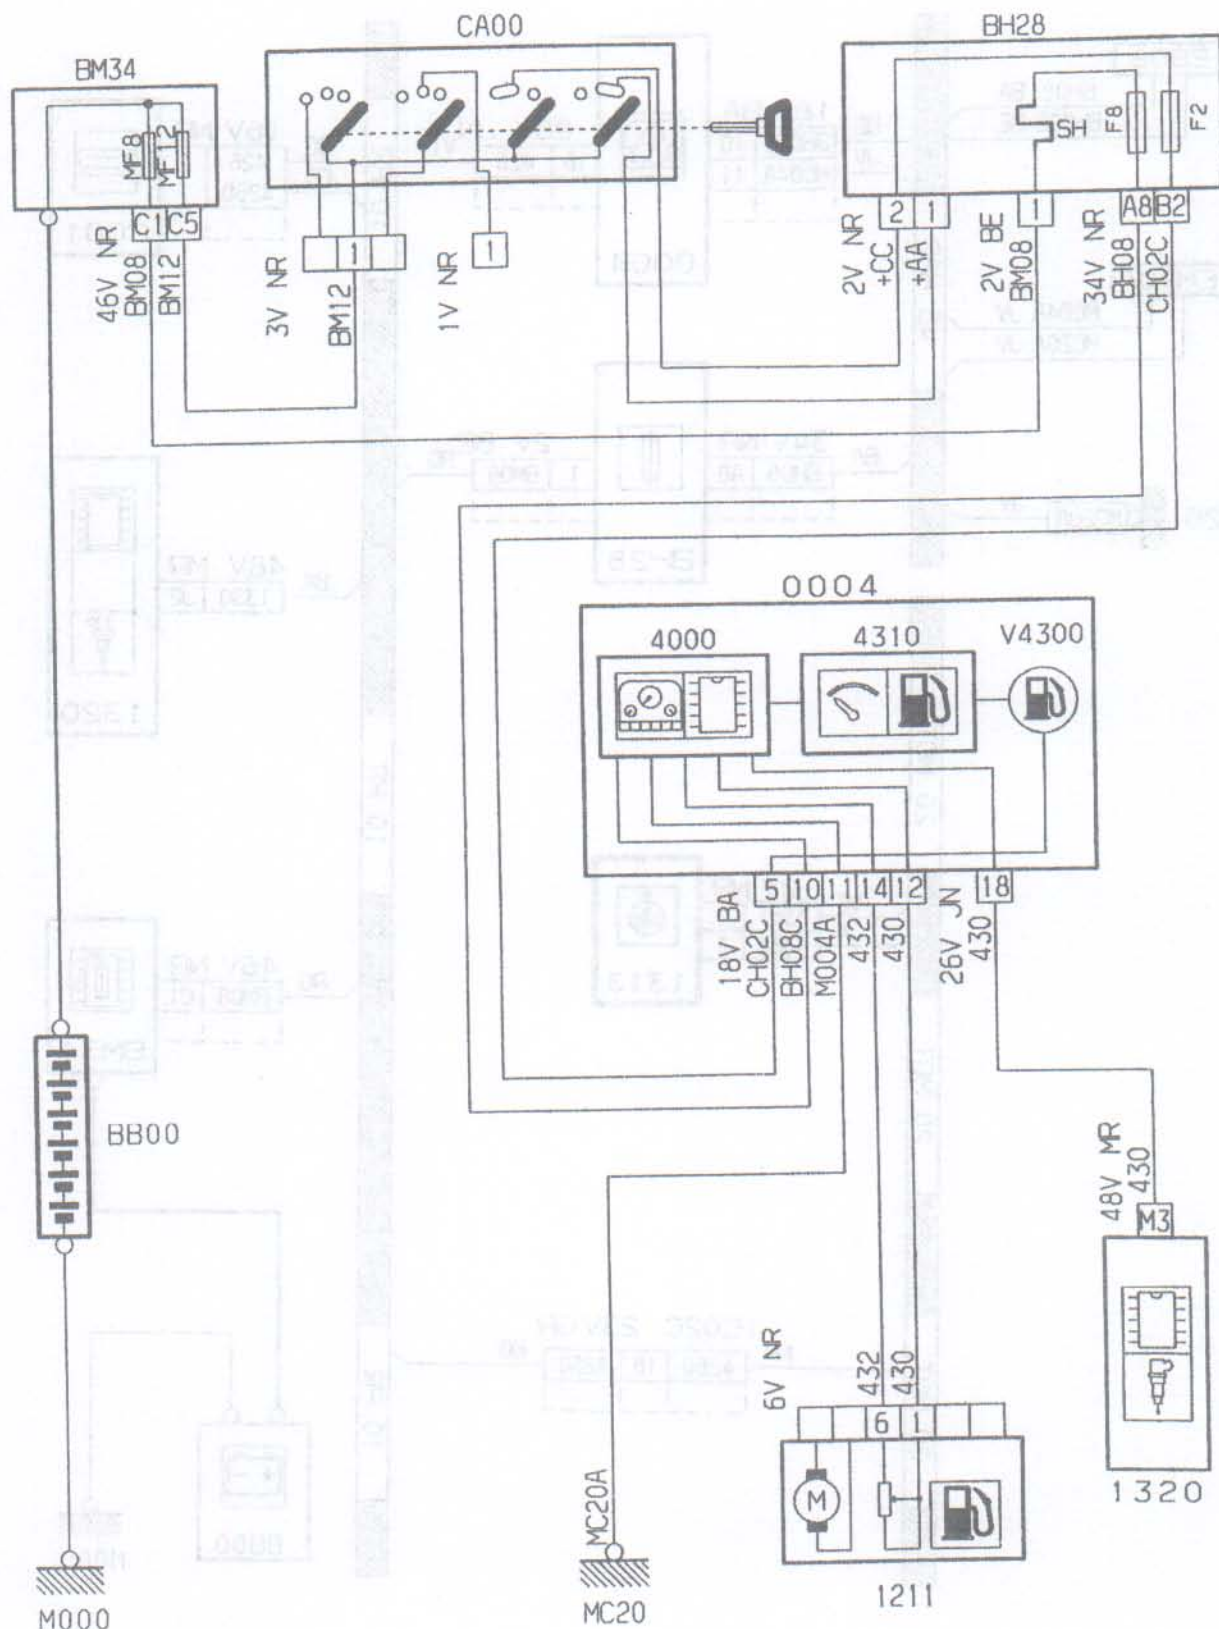 BM34
CA00
BH28
MF8
MF12
SH
F8
F2
C1 C5
1
1
2 1
1
A8 B2
46V NR
BM08
BM12
3V NR
BM12
1V NR
2V NR
+CC
+AA
2V BE
BM08
34V NR
BH08
CH02C
0004
4000
4310
V4300
5 10 11 14 12
18
18V BA
CH02C
BH08C
M004A
432
430
26V JN
430
BB00
48V MR
430
M3
6V NR
432
430
6 1
M
MC20A
M000
MC20
1211
1320